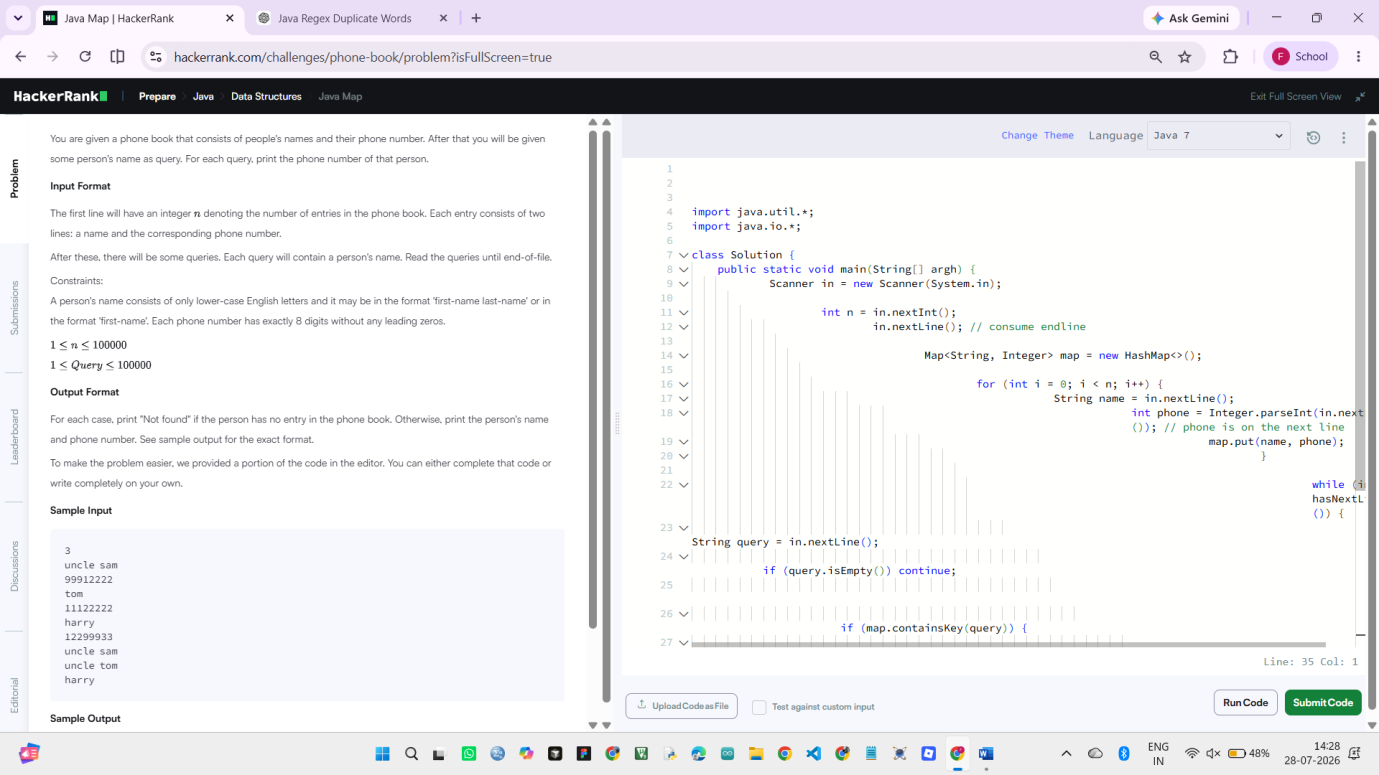 Java Map | HackerRank
Java Regex Duplicate Words
Ask Gemini
hackerrank.com/challenges/phone-book/problem?isFullScreen=true
F School
HackerRank
Prepare
Java
Data Structures
Java Map
Exit Full Screen View
Problem
Submissions
Leaderboard
Discussions
Editorial
You are given a phone book that consists of people's names and their phone number. After that you will be given
some person's name as query. For each query, print the phone number of that person.
Input Format
The first line will have an integer n denoting the number of entries in the phone book. Each entry consists of two
lines: a name and the corresponding phone number.
After these, there will be some queries. Each query will contain a person's name. Read the queries until end-of-file.
Constraints:
A person's name consists of only lower-case English letters and it may be in the format 'first-name last-name' or in
the format 'first-name'. Each phone number has exactly 8 digits without any leading zeros.
1 ≤ n ≤ 100000
1 ≤ Query ≤ 100000
Output Format
For each case, print "Not found" if the person has no entry in the phone book. Otherwise, print the person's name
and phone number. See sample output for the exact format.
To make the problem easier, we provided a portion of the code in the editor. You can either complete that code or
write completely on your own.
Sample Input
3
uncle sam
99912222
tom
11122222
harry
12299933
uncle sam
uncle tom
harry
Sample Output
Change Theme
Language
Java 7
1
2
3
4 import java.util.*;
5 import java.io.*;
6
7 class Solution {
8 public static void main(String[] argh) {
9 Scanner in = new Scanner(System.in);
10
11 int n = in.nextInt();
12 in.nextLine(); // consume endline
13
14 Map<String, Integer> map = new HashMap<>();
15
16 for (int i = 0; i < n; i++) {
17 String name = in.nextLine();
18 int phone = Integer.parseInt(in.next
()); // phone is on the next line
19 map.put(name, phone);
20 }
21
22 while (i
hasNextL
()) {
23
String query = in.nextLine();
24
if (query.isEmpty()) continue;
25
26
if (map.containsKey(query)) {
27
Line: 35 Col: 1
Upload Code as File
Test against custom input
Run Code
Submit Code
ENG
IN
48%
14:28
28-07-2026